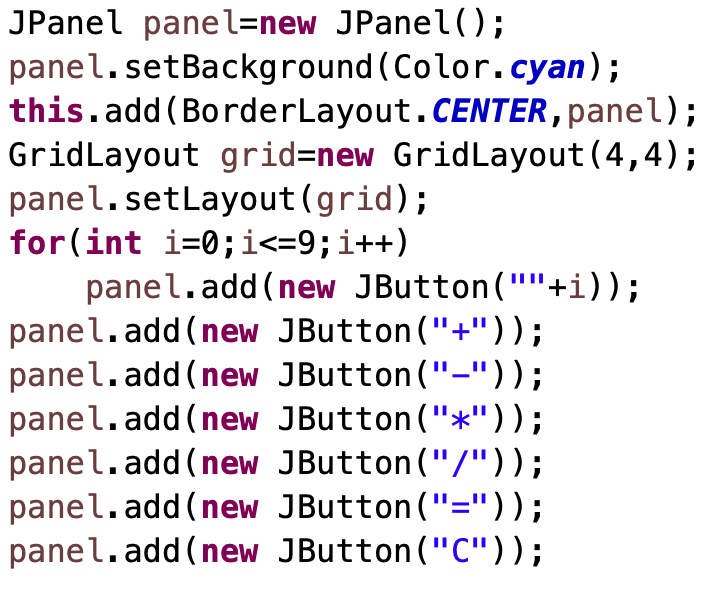 JPanel panel=new JPanel();
panel.setBackground(Color.cyan);
this.add(BorderLayout.CENTER,panel);
GridLayout grid=new GridLayout(4,4);
panel.setLayout(grid);
for(int i=0;i<=9;i++)
    panel.add(new JButton(""+i));
panel.add(new JButton("+"));
panel.add(new JButton("-"));
panel.add(new JButton("*"));
panel.add(new JButton("/"));
panel.add(new JButton("="));
panel.add(new JButton("C"));